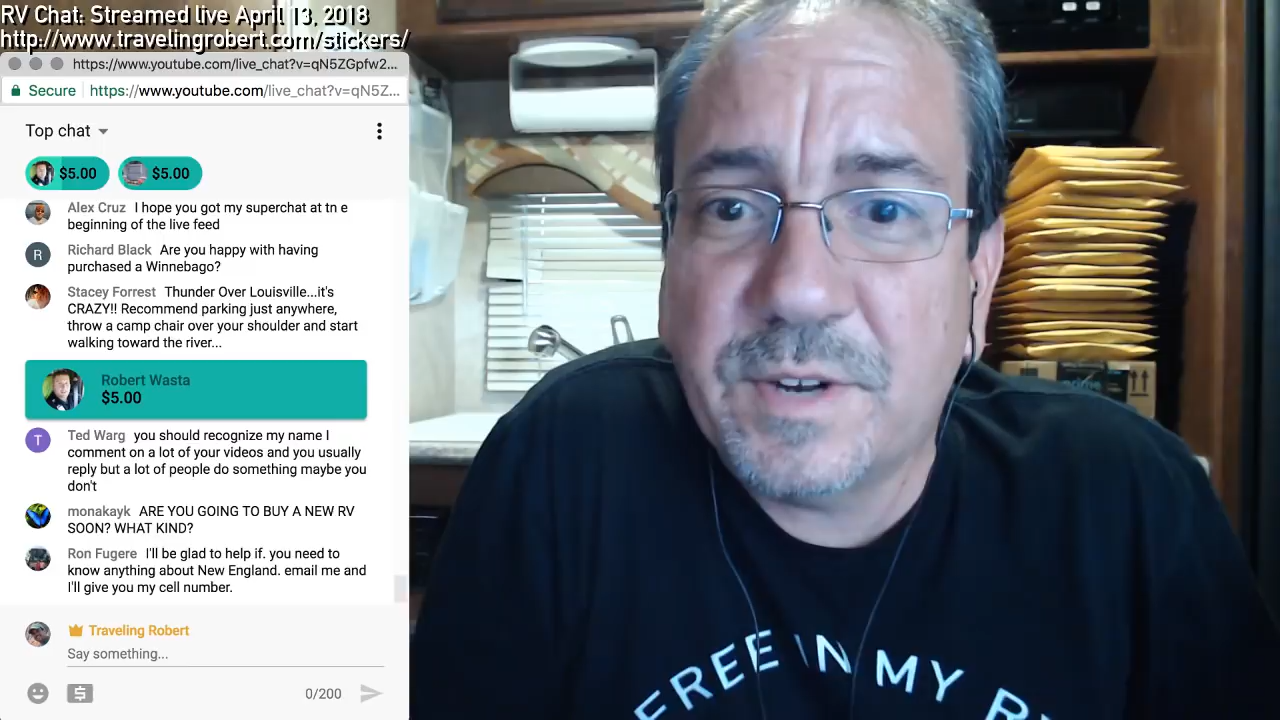 RV Chat: Streamed live April 13, 2018
http://www.travelingrobert.com/stickers/
https://www.youtube.com/live_chat?v=qN5ZGpfw2...
Secure https://www.youtube.com/live_chat?v=qN5Z...
Top chat
$5.00 $5.00
Alex Cruz I hope you got my superchat at tn e
beginning of the live feed
R Richard Black Are you happy with having
purchased a Winnebago?
Stacey Forrest Thunder Over Louisville...it's
CRAZY!! Recommend parking just anywhere,
throw a camp chair over your shoulder and start
walking toward the river...
Robert Wasta
$5.00
T Ted Warg you should recognize my name I
comment on a lot of your videos and you usually
reply but a lot of people do something maybe you
don't
monakayk ARE YOU GOING TO BUY A NEW RV
SOON? WHAT KIND?
Ron Fugere I'll be glad to help if. you need to
know anything about New England. email me and
I'll give you my cell number.
Traveling Robert
Say something...
0/200
prime
FREE IN MY